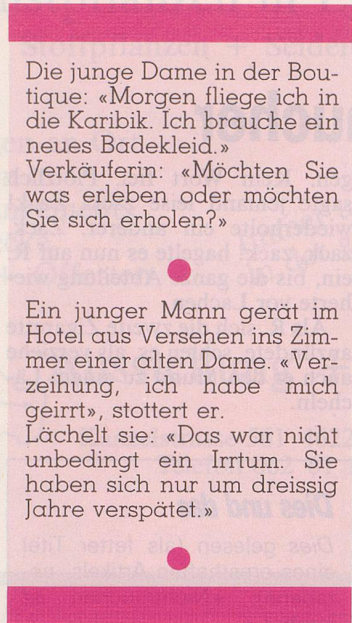 Die junge Dame in der Bou-
tique: «Morgen fliege ich in
die Karibik. Ich brauche ein
neues Badekleid.»
Verkäuferin: «Möchten Sie
was erleben oder möchten
Sie sich erholen?»
Ein junger Mann gerät im
Hotel aus Versehen ins Zim-
mer einer alten Dame. «Ver-
zeihung, ich habe mich
geirrt», stottert er.
Lächelt sie: «Das war nicht
unbedingt ein Irrtum. Sie
haben sich nur um dreissig
Jahre verspätet.»